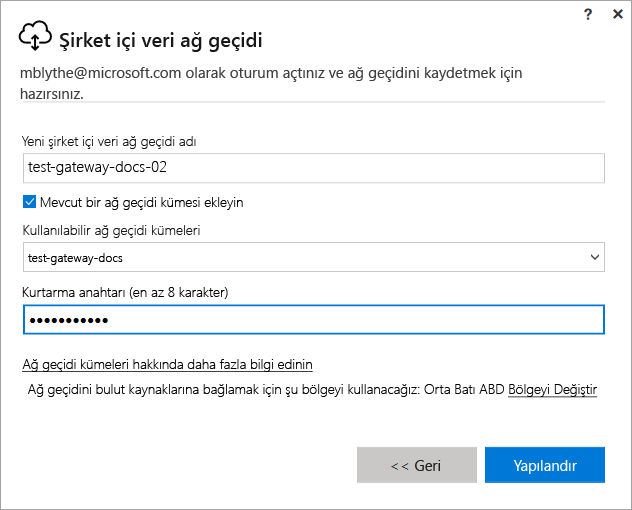 ? ×
Şirket içi veri ağ geçidi
mblythe@microsoft.com olarak oturum açtınız ve ağ geçidini kaydetmek için
hazırsınız.
Yeni şirket içi veri ağ geçidi adı
test-gateway-docs-02
Mevcut bir ağ geçidi kümesi ekleyin
Kullanılabilir ağ geçidi kümeleri
test-gateway-docs
Kurtarma anahtarı (en az 8 karakter)
●●●●●●●●●●●
Ağ geçidi kümeleri hakkında daha fazla bilgi edinin
Ağ geçidini bulut kaynaklarına bağlamak için şu bölgeyi kullanacağız: Orta Batı ABD Bölgeyi Değiştir
<< Geri
Yapılandır